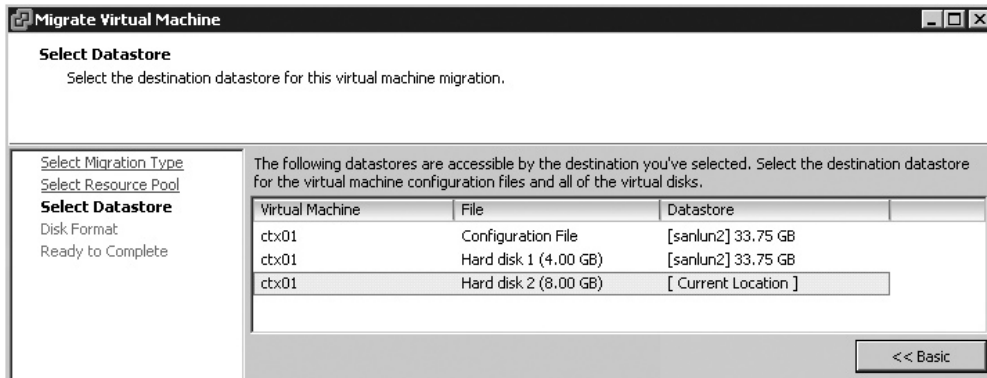 Migrate Virtual Machine
Select Datastore
Select the destination datastore for this virtual machine migration.
Select Migration Type
Select Resource Pool
Select Datastore
Disk Format
Ready to Complete
The following datastores are accessible by the destination you've selected. Select the destination datastore
for the virtual machine configuration files and all of the virtual disks.
Virtual Machine File Datastore
ctx01 Configuration File [sanlun2] 33.75 GB
ctx01 Hard disk 1 (4.00 GB) [sanlun2] 33.75 GB
ctx01 Hard disk 2 (8.00 GB) [ Current Location ]
<< Basic